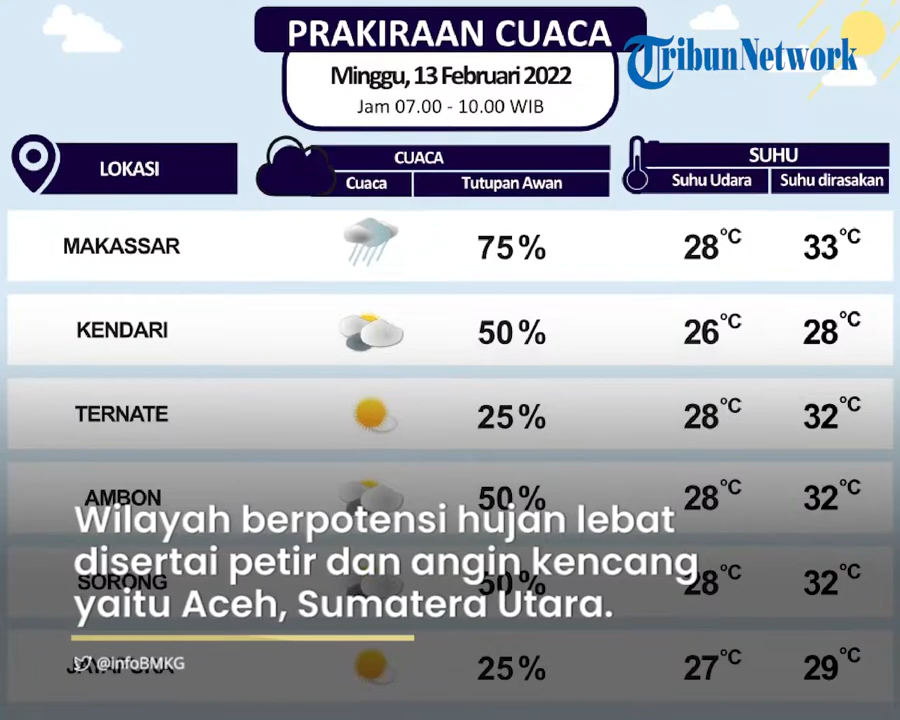 PRAKIRAAN CUACA
TribunNetwork
Minggu, 13 Februari 2022
Jam 07.00 - 10.00 WIB
LOKASI
CUACA
SUHU
Cuaca
Tutupan Awan
Suhu Udara
Suhu dirasakan
MAKASSAR 75% 28°C 33°C
KENDARI 50% 26°C 28°C
TERNATE 25% 28°C 32°C
AMBON 50% 28°C 32°C
Wilayah berpotensi hujan lebat
disertai petir dan angin kencang
SORONG 50% 28°C 32°C
yaitu Aceh, Sumatera Utara.
@infoBMKG
JAYAPURA 25% 27°C 29°C